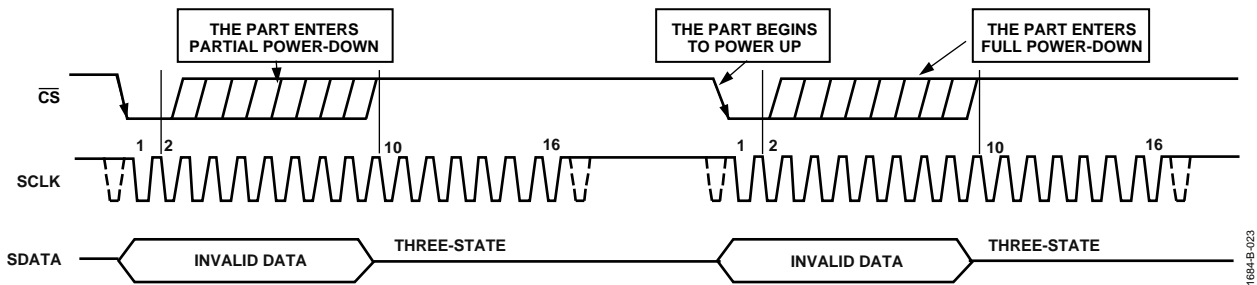 THE PART ENTERS
PARTIAL POWER-DOWN
THE PART BEGINS
TO POWER UP
THE PART ENTERS
FULL POWER-DOWN
CS
1 2 10 16 1 2 10 16
SCLK
SDATA
INVALID DATA
THREE-STATE
INVALID DATA
THREE-STATE
1684-B-023